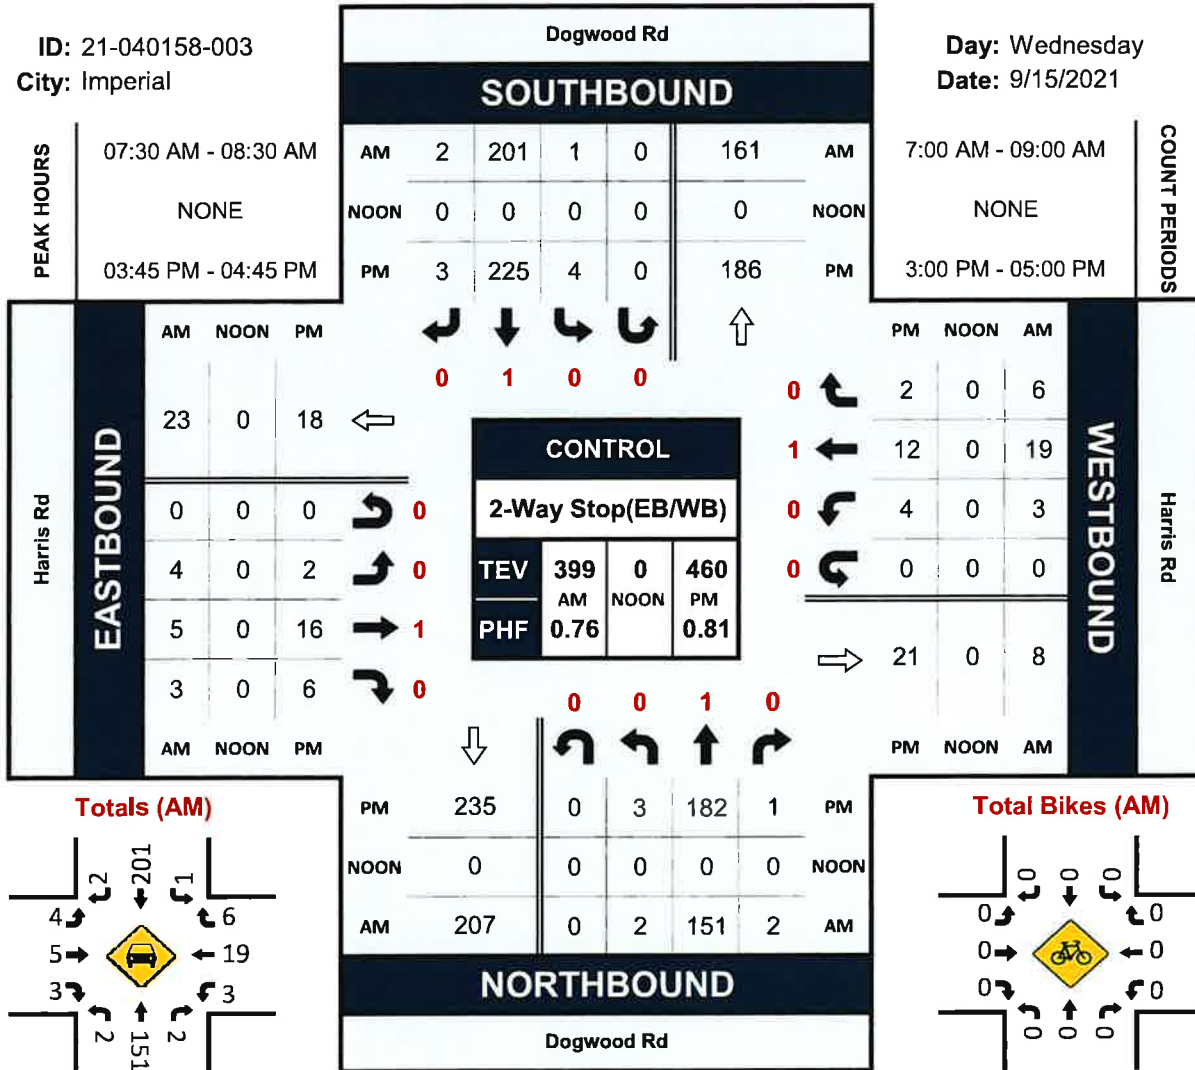 Dogwood Rd
ID: 21-040158-003
City: Imperial
Day: Wednesday
Date: 9/15/2021
SOUTHBOUND
PEAK HOURS
07:30 AM - 08:30 AM
NONE
03:45 PM - 04:45 PM
AM 2 201 1 0 161 AM
NOON 0 0 0 0 0 NOON
PM 3 225 4 0 186 PM
7:00 AM - 09:00 AM
NONE
3:00 PM - 05:00 PM
COUNT PERIODS
0 1 0 0
Harris Rd
EASTBOUND
AM NOON PM
23 0 18
0 0 0 0
4 0 2 0
5 0 16 1
3 0 6 0
AM NOON PM
CONTROL
2-Way Stop(EB/WB)
TEV 399 0 460
AM NOON PM
PHF 0.76 0.81
PM NOON AM
0 2 0 6
1 12 0 19
0 4 0 3
0 0 0 0
21 0 8
PM NOON AM
WESTBOUND
Harris Rd
0 0 1 0
PM 235 0 3 182 1 PM
NOON 0 0 0 0 0 NOON
AM 207 0 2 151 2 AM
NORTHBOUND
Dogwood Rd
Totals (AM)
2 201 1
4 6
5 19
3 3
2 151 2
Total Bikes (AM)
0 0 0
0 0
0 0
0 0
0 0 0